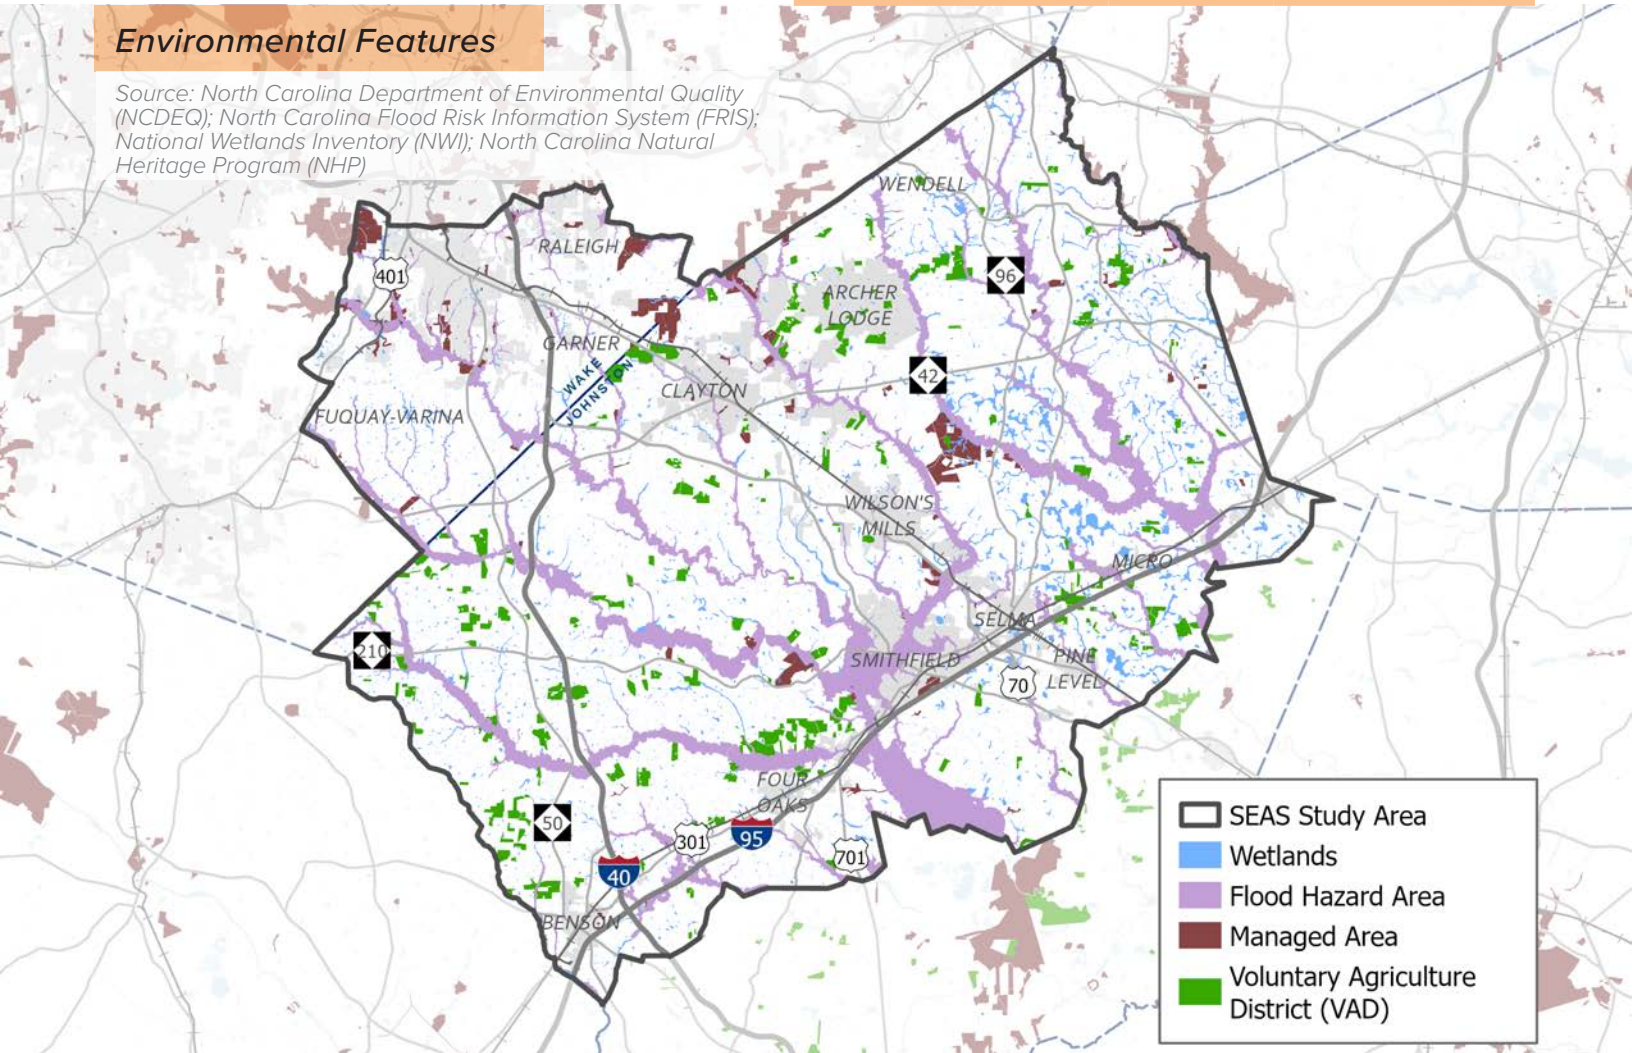 Environmental Features
Source: North Carolina Department of Environmental Quality
(NCDEQ); North Carolina Flood Risk Information System (FRIS);
National Wetlands Inventory (NWI); North Carolina Natural
Heritage Program (NHP)
WENDELL
RALEIGH
401
96
ARCHER
LODGE
GARNER
WAKE
JOHNSTON
42
CLAYTON
FUQUAY-VARINA
WILSON'S
MILLS
MICRO
SELMA
210
SMITHFIELD
PINE
LEVEL
70
FOUR
OAKS
50
301
95
701
40
BENSON
SEAS Study Area
Wetlands
Flood Hazard Area
Managed Area
Voluntary Agriculture
District (VAD)